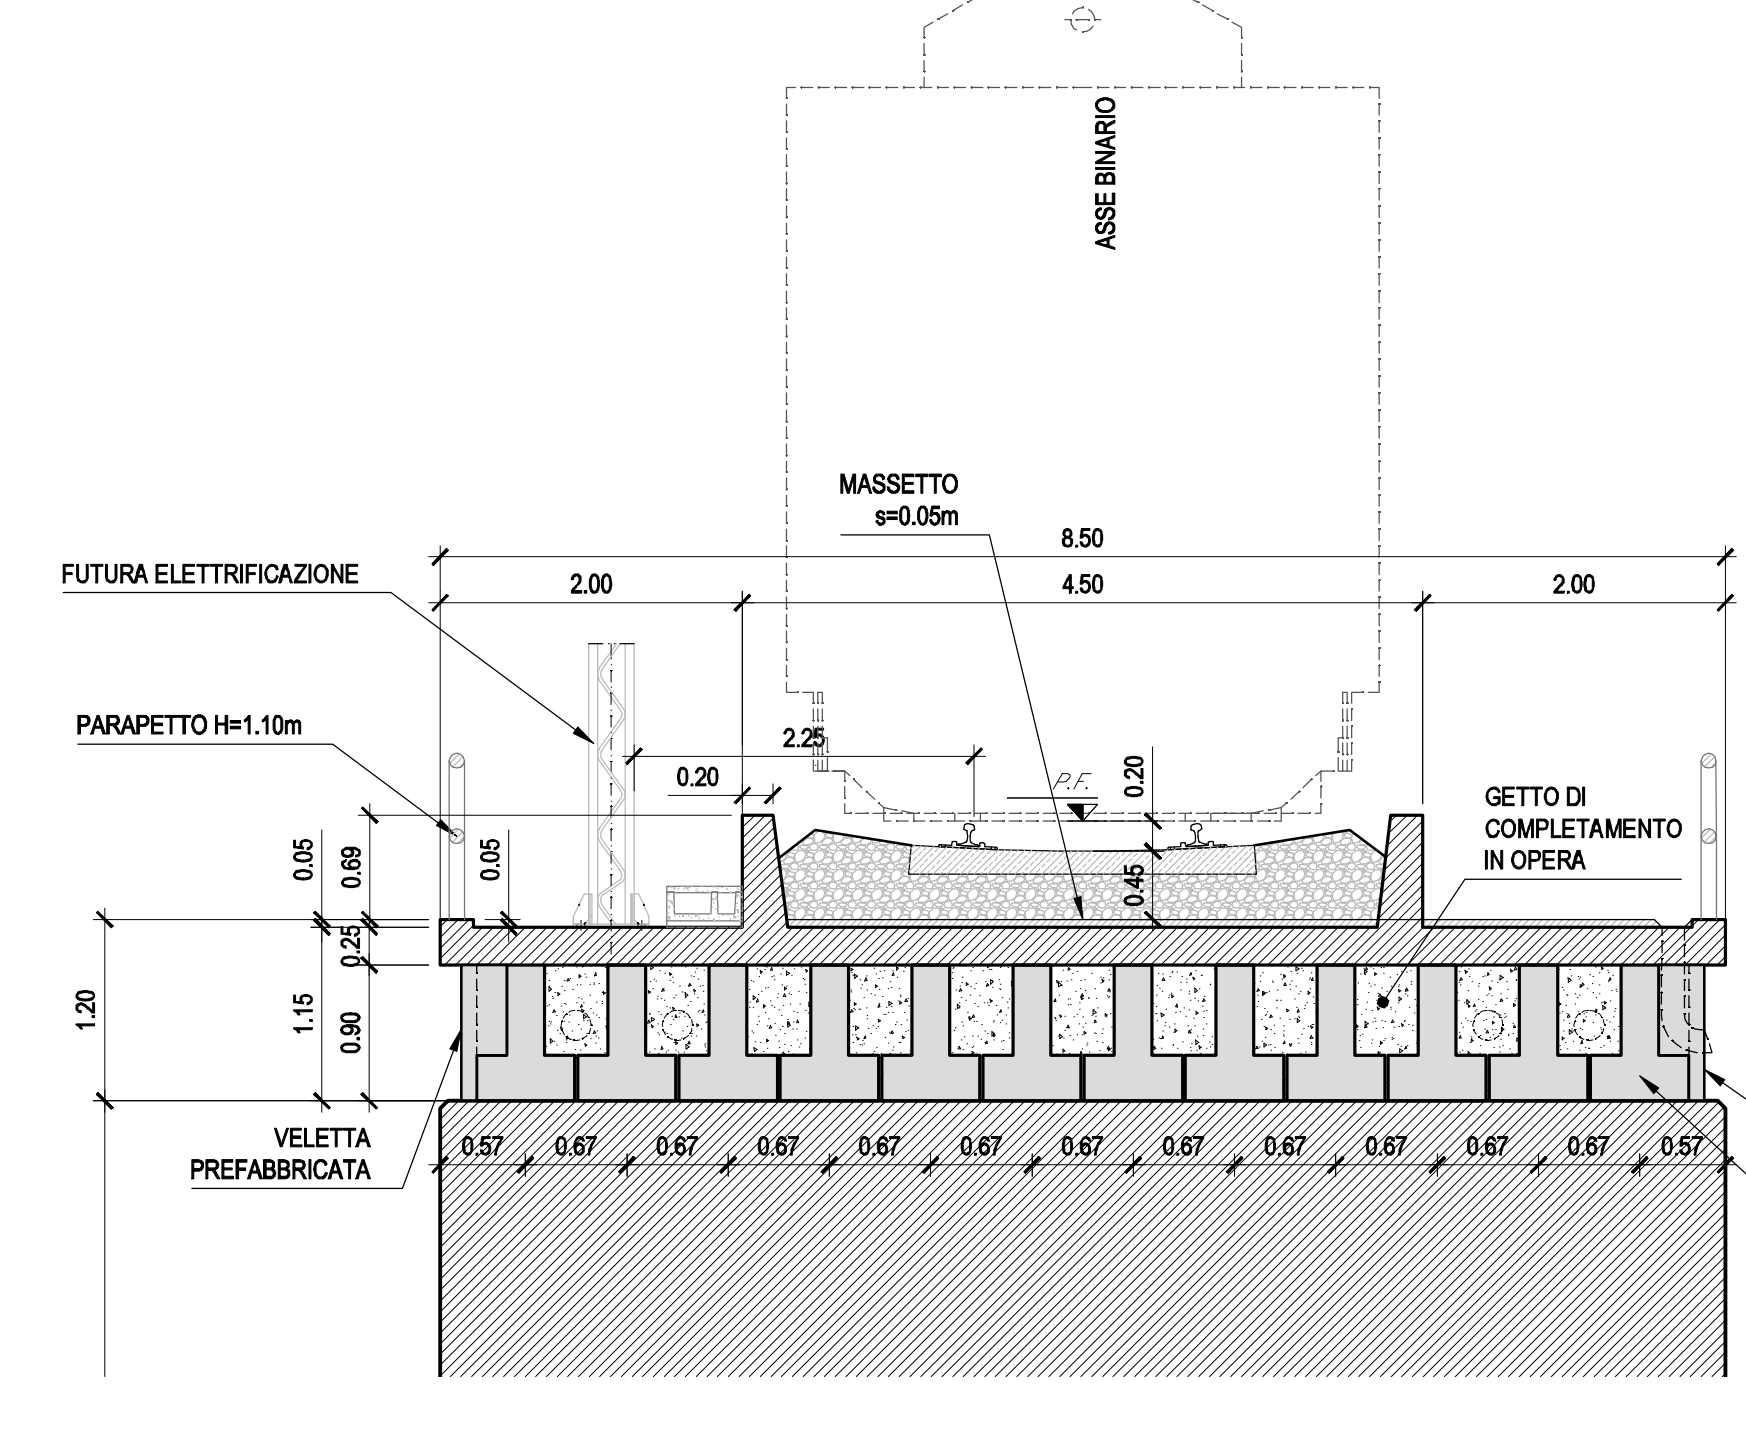 ASSE BINARIO
MASSETTO
s=0.05m
8.50
FUTURA ELETTRIFICAZIONE
2.00
4.50
2.00
PARAPETTO H=1.10m
2.25
0.20
P.F.
0.20
GETTO DI
COMPLETAMENTO
IN OPERA
0.05
0.69
0.05
0.45
0.25
1.20
1.15
0.90
VELETTA
PREFABBRICATA
0.57
0.67
0.67
0.67
0.67
0.67
0.67
0.67
0.67
0.67
0.67
0.67
0.57